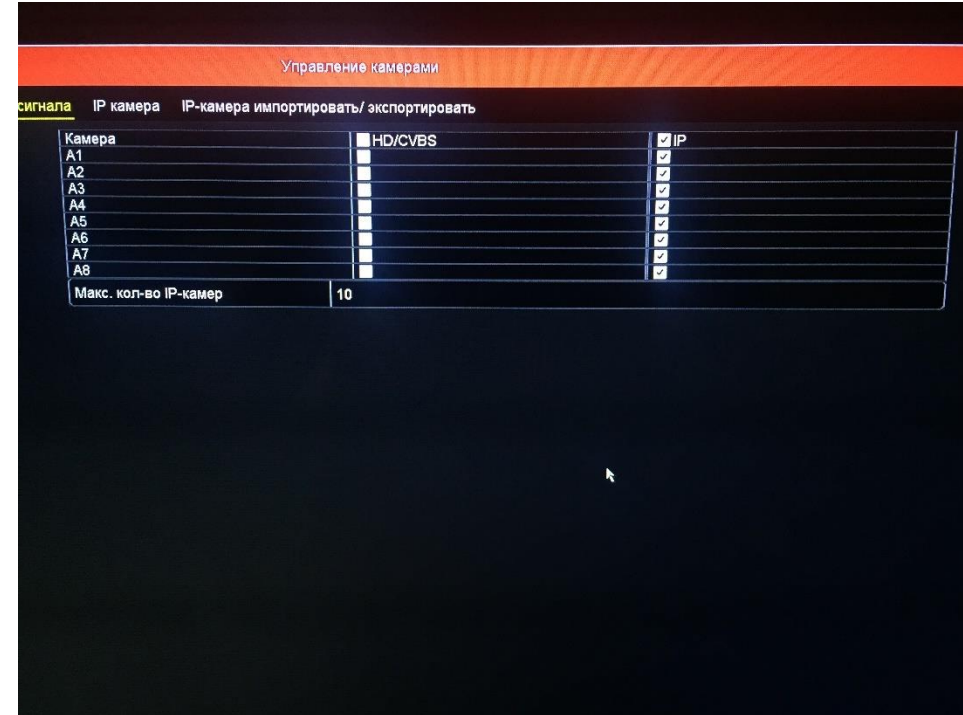 Управление камерами
сигнала IP камера IP-камера импортировать/ экспортировать
Камера HD/CVBS IP
A1
A2
A3
A4
A5
A6
A7
A8
Макс. кол-во IP-камер 10